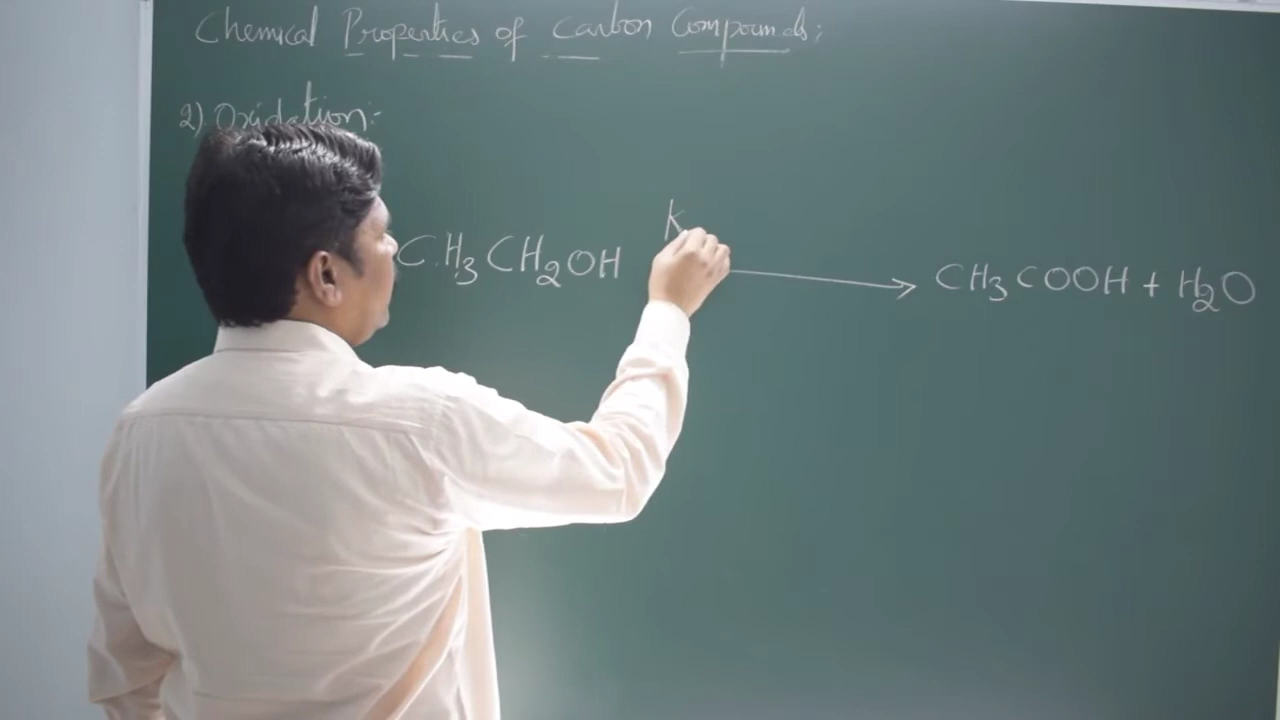 Chemical Properties of Carbon Compounds:
2) Oxidation:-
K
CH3CH2OH → CH3COOH + H2O